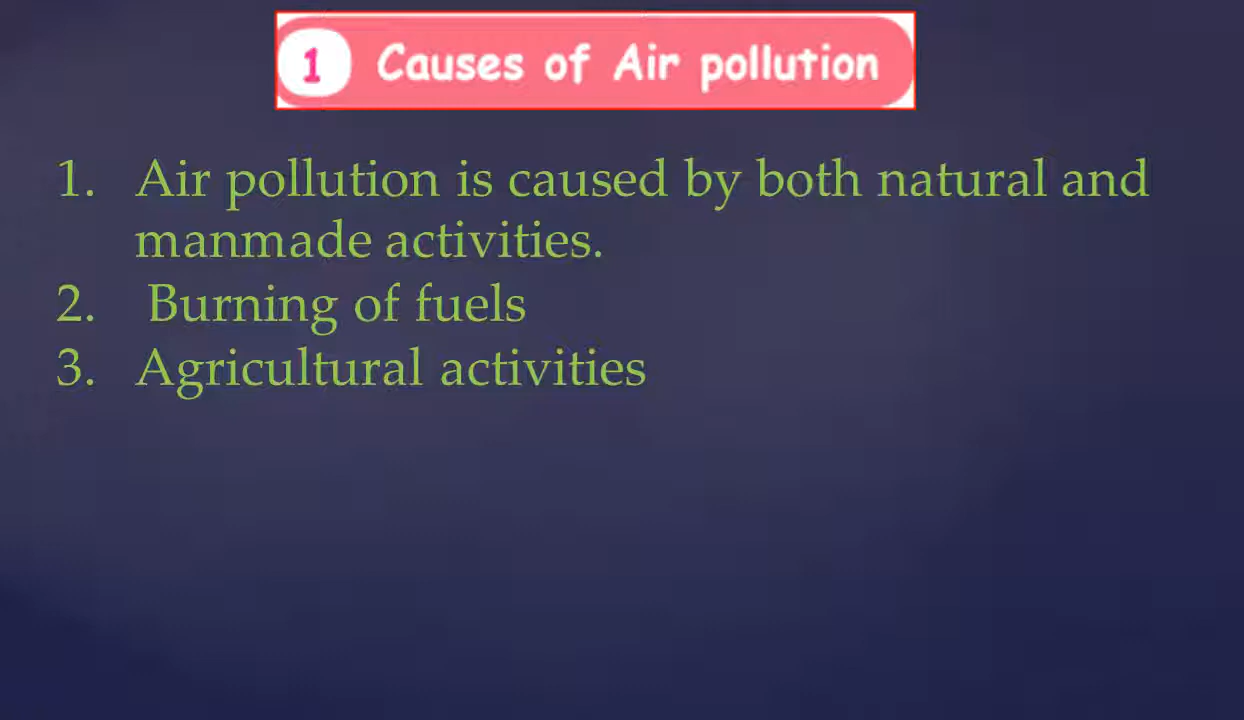 1 Causes of Air pollution
1. Air pollution is caused by both natural and
manmade activities.
2. Burning of fuels
3. Agricultural activities